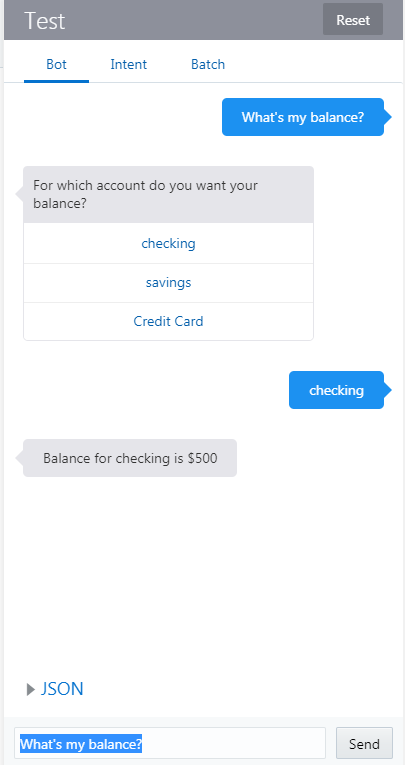 Test
Reset
Bot
Intent
Batch
What's my balance?
For which account do you want your
balance?
checking
savings
Credit Card
checking
Balance for checking is $500
JSON
What's my balance?
Send